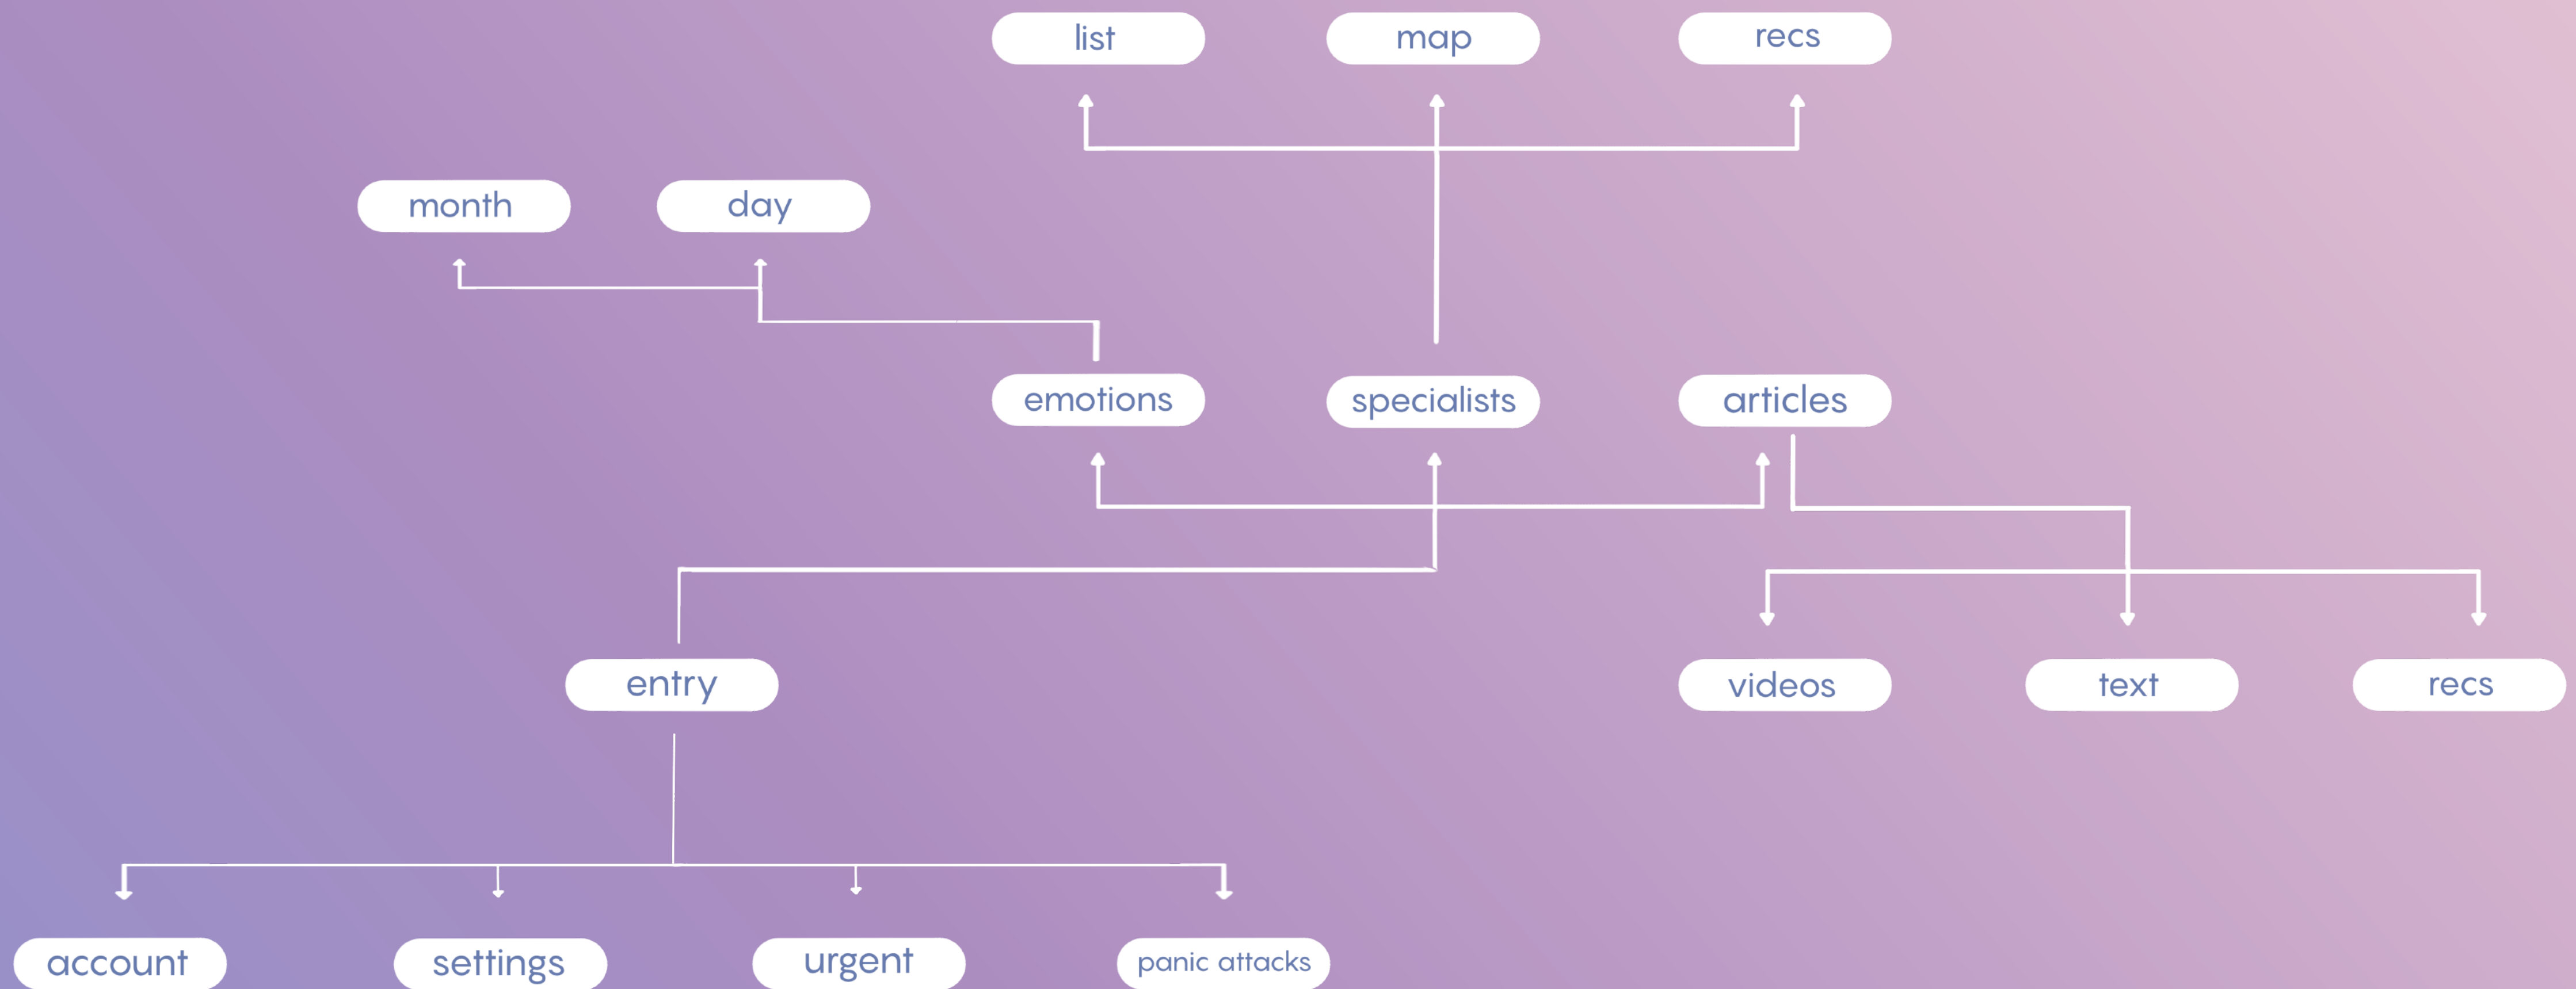 list
map
recs
month
day
emotions
specialists
articles
entry
videos
text
recs
account
settings
urgent
panic attacks